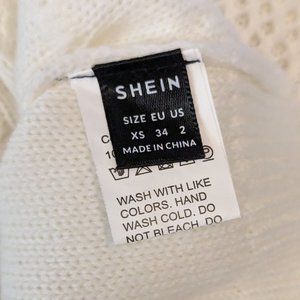 SHEIN
SIZE EU US
XS 34 2
MADE IN CHINA
WASH WITH LIKE
COLORS. HAND
WASH COLD. DO
NOT BLEACH. DO